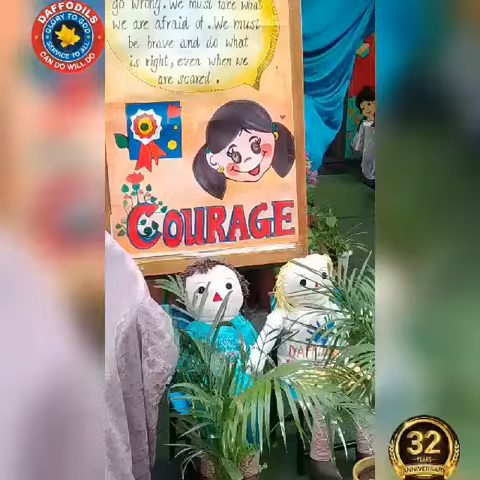 DAFFODILS
GLORY TO GOD
SERVICE TO ALL
CAN DO WILL DO
go wrong. We must face what
we are afraid of. We must
be brave and do what
is right, even when we
are scared.
COURAGE
DAFF
32
YEARS
ANNIVERSARY